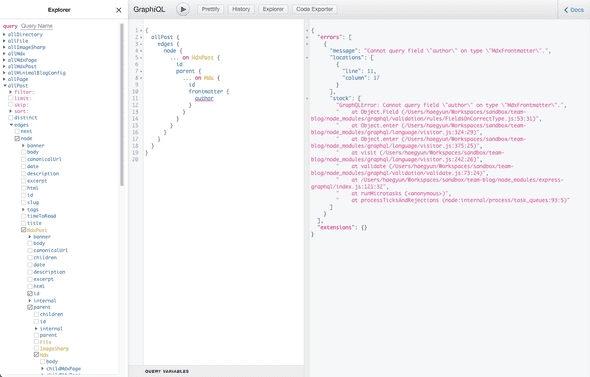 Explorer
GraphiQL
Prettify
History
Explorer
Code Exporter
Docs
query Query Name
allDirectory
allFile
allImageSharp
allMdx
allMdxPage
allMdxPost
allMinimalBlogConfig
allPage
allPost
filter:
limit:
skip:
sort:
distinct
edges
next
node
banner
body
canonicalUrl
date
description
excerpt
html
id
slug
tags
timeToRead
title
MdxPost
banner
body
canonicalUrl
children
date
description
excerpt
html
id
internal
parent
children
id
internal
parent
File
ImageSharp
Mdx
body
childMdxPage
1 {
2 allPost {
3 edges {
4 node {
5 ... on MdxPost {
6 id
7 parent {
8 ... on Mdx {
9 id
10 frontmatter {
11 author
12 }
13 }
14 }
15 }
16 }
17 }
18 }
19 }
20
QUERY VARIABLES
{
"errors": [
{
"message": "Cannot query field \"author\" on type \"MdxFrontmatter\".",
"locations": [
{
"line": 11,
"column": 17
}
],
"stack": [
"GraphQLError: Cannot query field \"author\" on type \"MdxFrontmatter\".",
" at Object.Field (/Users/haegyun/Workspaces/sandbox/team-
blog/node_modules/graphql/validation/rules/FieldsOnCorrectType.js:53:31)",
" at Object.enter (/Users/haegyun/Workspaces/sandbox/team-
blog/node_modules/graphql/language/visitor.js:324:29)",
" at Object.enter (/Users/haegyun/Workspaces/sandbox/team-
blog/node_modules/graphql/language/visitor.js:375:25)",
" at visit (/Users/haegyun/Workspaces/sandbox/team-
blog/node_modules/graphql/language/visitor.js:242:26)",
" at validate (/Users/haegyun/Workspaces/sandbox/team-
blog/node_modules/graphql/validation/validate.js:73:24)",
" at /Users/haegyun/Workspaces/sandbox/team-blog/node_modules/express-
graphql/index.js:121:32",
" at runMicrotasks (<anonymous>)",
" at processTicksAndRejections (node:internal/process/task_queues:93:5)"
]
}
],
"extensions": {}
}